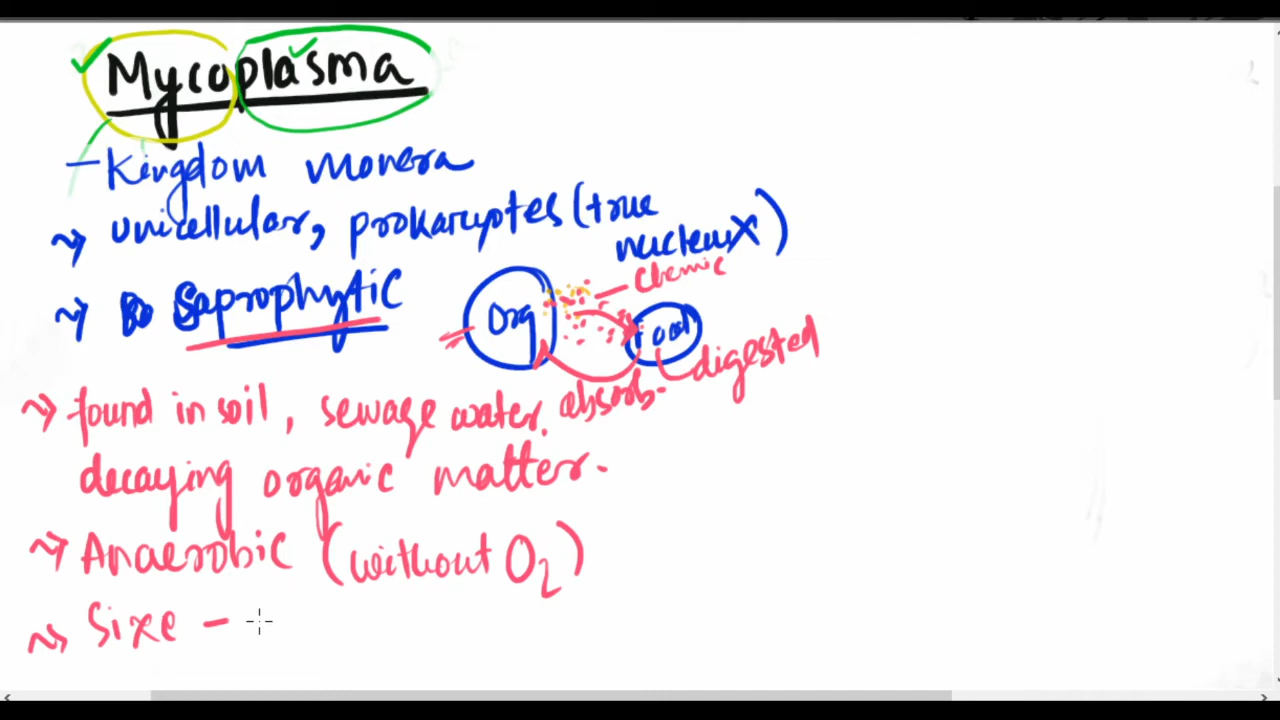 Mycoplasma
- Kingdom Monera
unicellular, prokaryotes (true
nucleus X)
Saprophytic
Org
Chemic
Food
digested
absorb.
found in soil, sewage water,
decaying organic matter.
Anaerobic (without O₂)
Size -